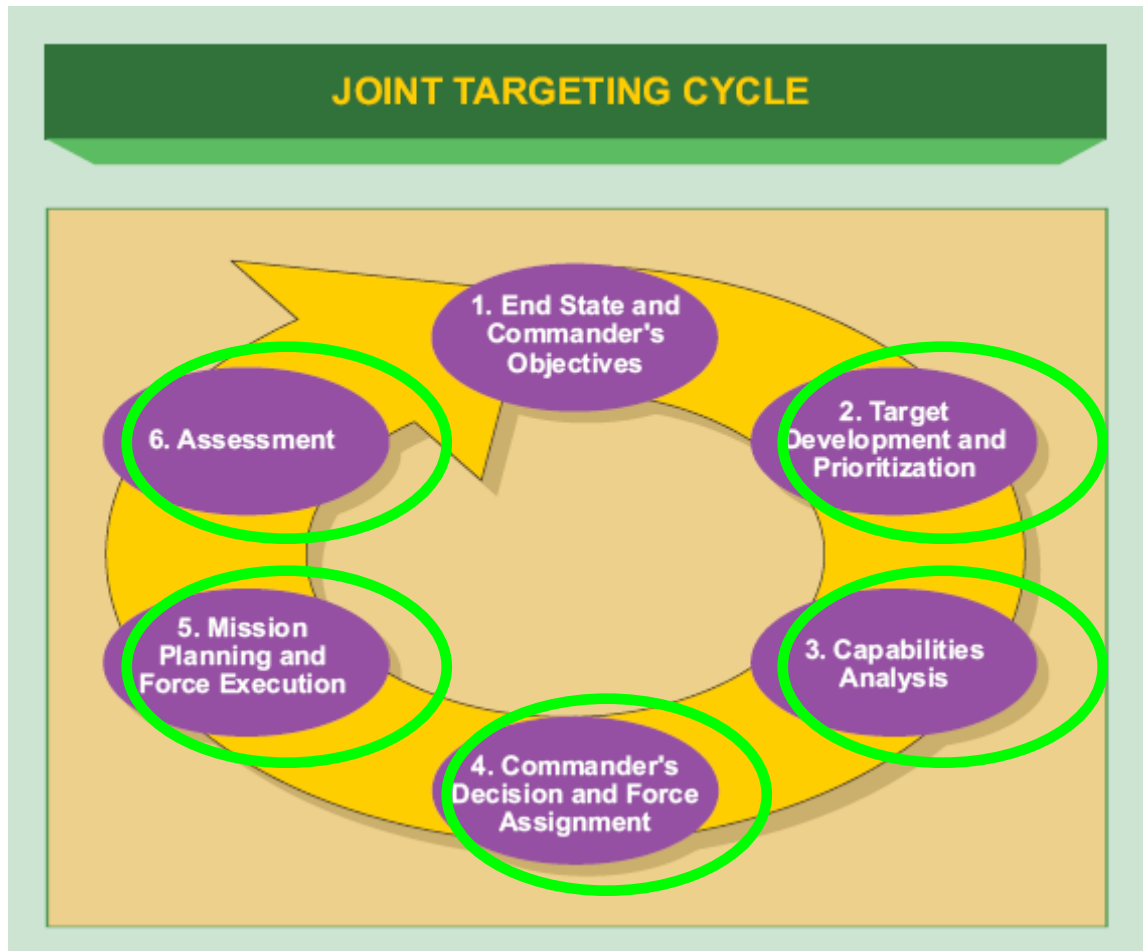 JOINT TARGETING CYCLE
1. End State and
Commander's
Objectives
2. Target
Development and
Prioritization
3. Capabilities
Analysis
4. Commander's
Decision and Force
Assignment
5. Mission
Planning and
Force Execution
6. Assessment